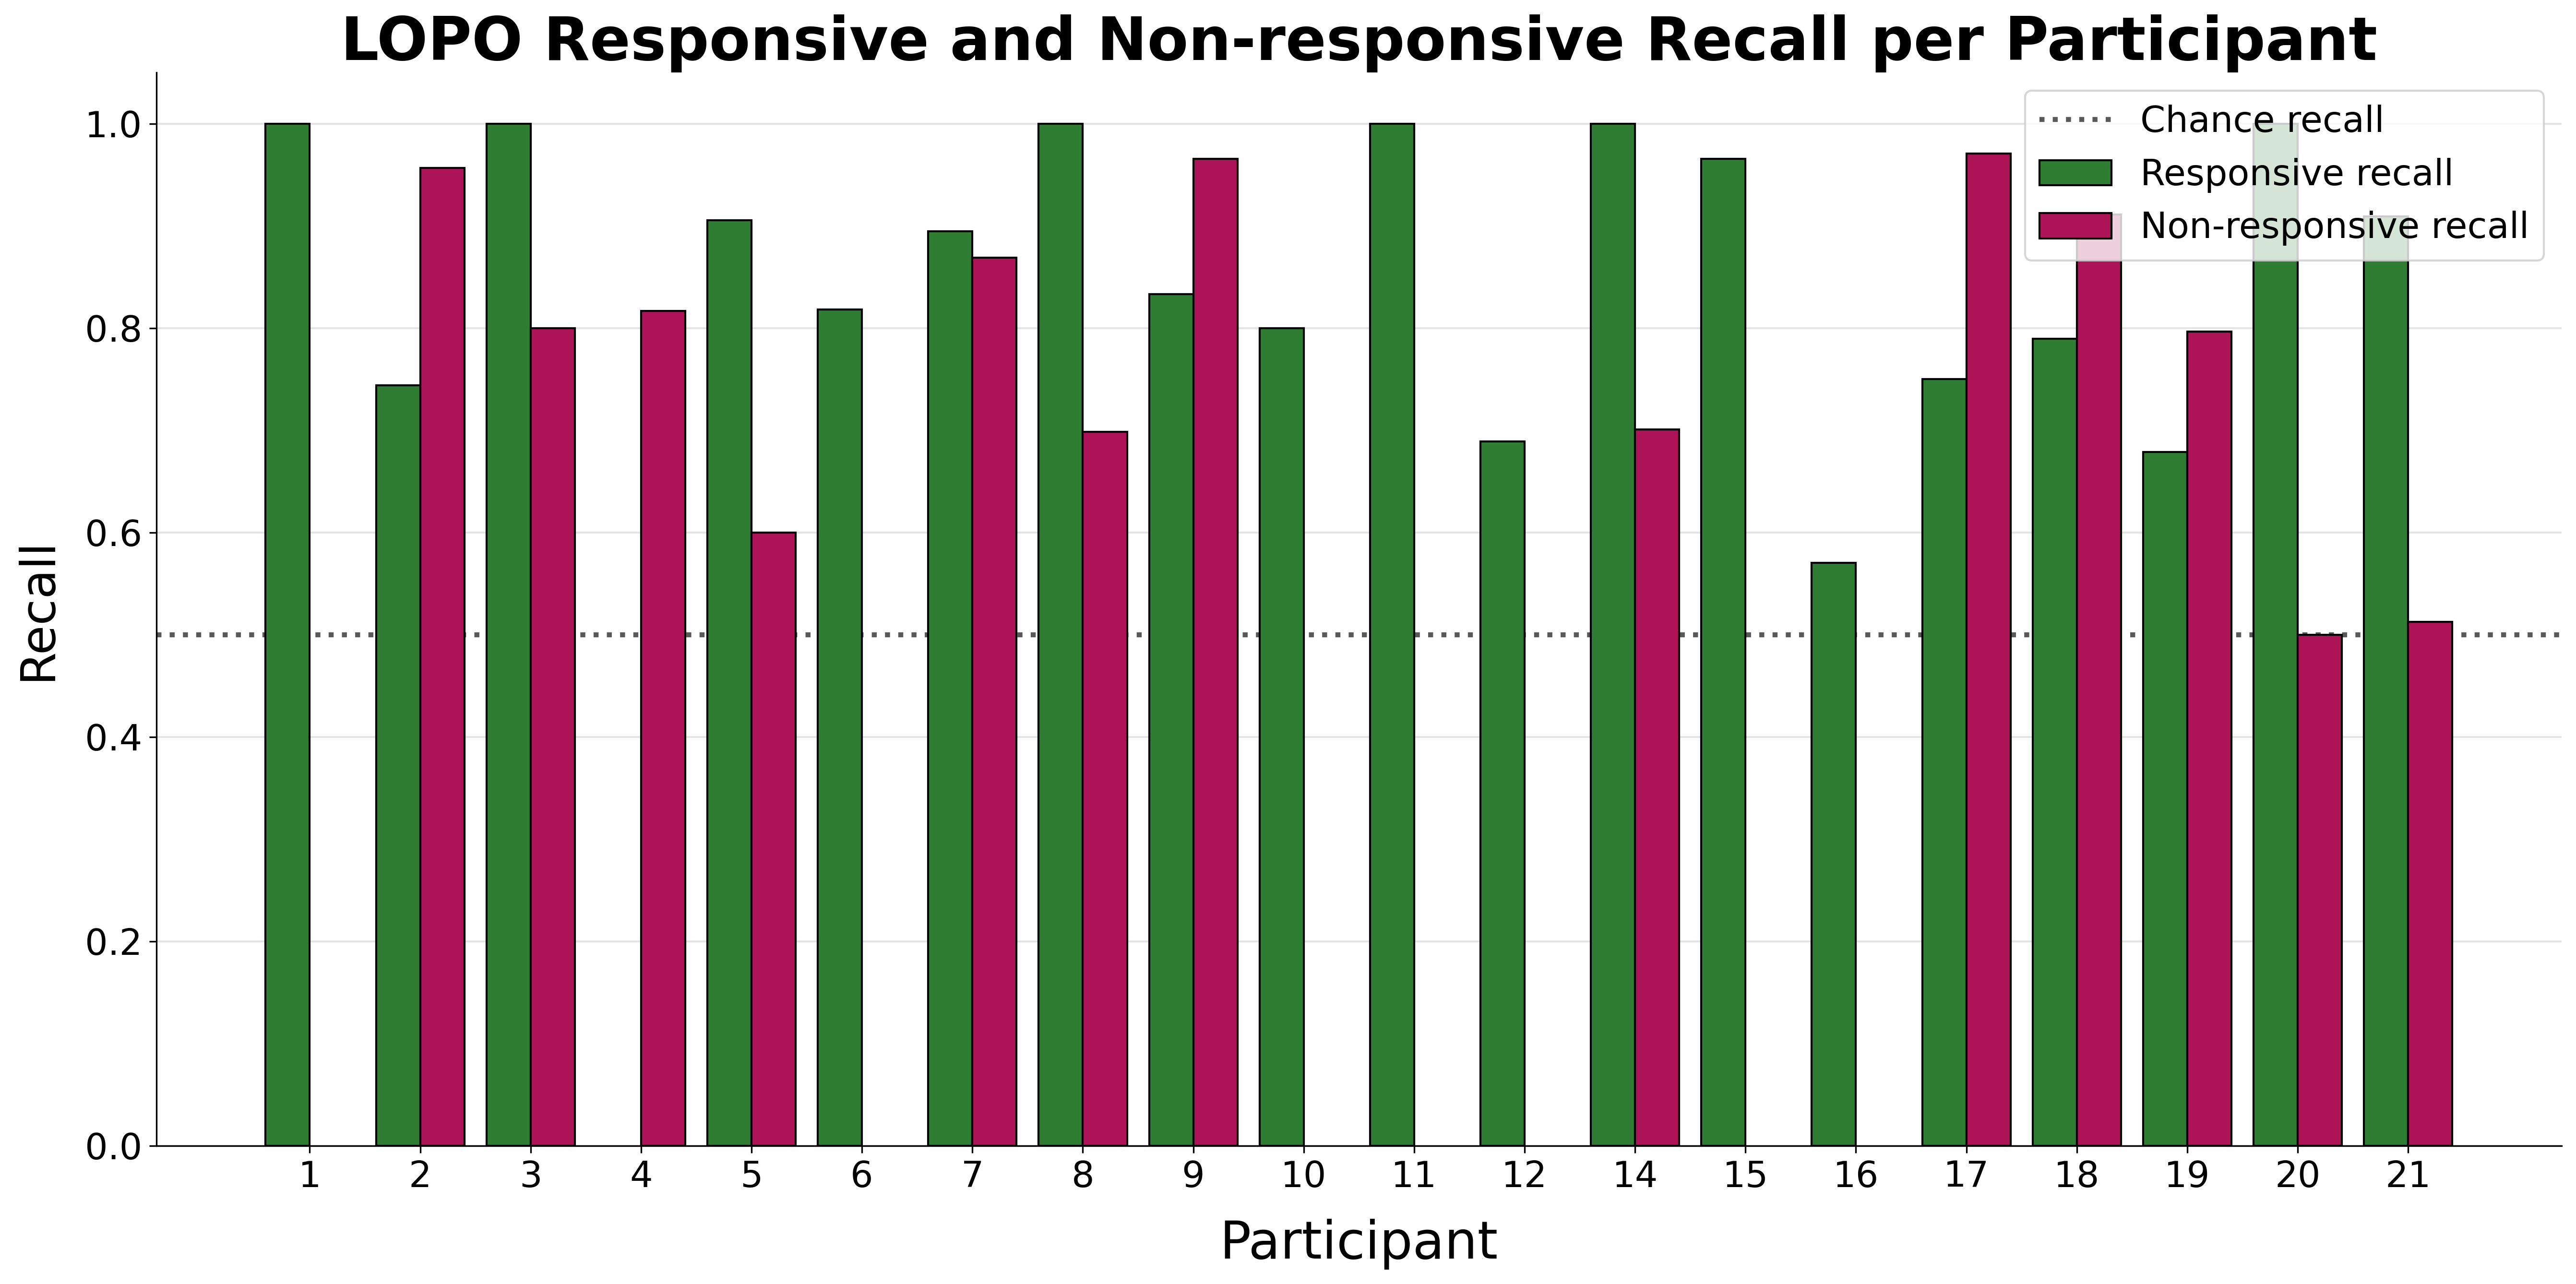 LOPO Responsive and Non-responsive Recall per Participant
Chance recall
Responsive recall
Non-responsive recall
1.0
0.8
0.6
0.4
0.2
0.0
Recall
1 2 3 4 5 6 7 8 9 10 11 12 14 15 16 17 18 19 20 21
Participant